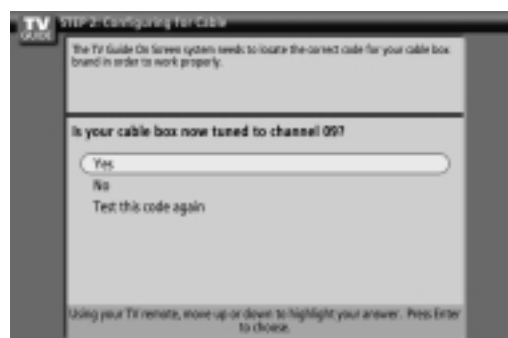 TV
GUIDE
STEP 2: Configuring for Cable
The TV Guide On Screen system needs to locate the correct code for your cable box
brand in order to work properly.
Is your cable box now tuned to channel 09?
Yes
No
Test this code again
Using your TV remote, move up or down to highlight your answer. Press Enter
to choose.